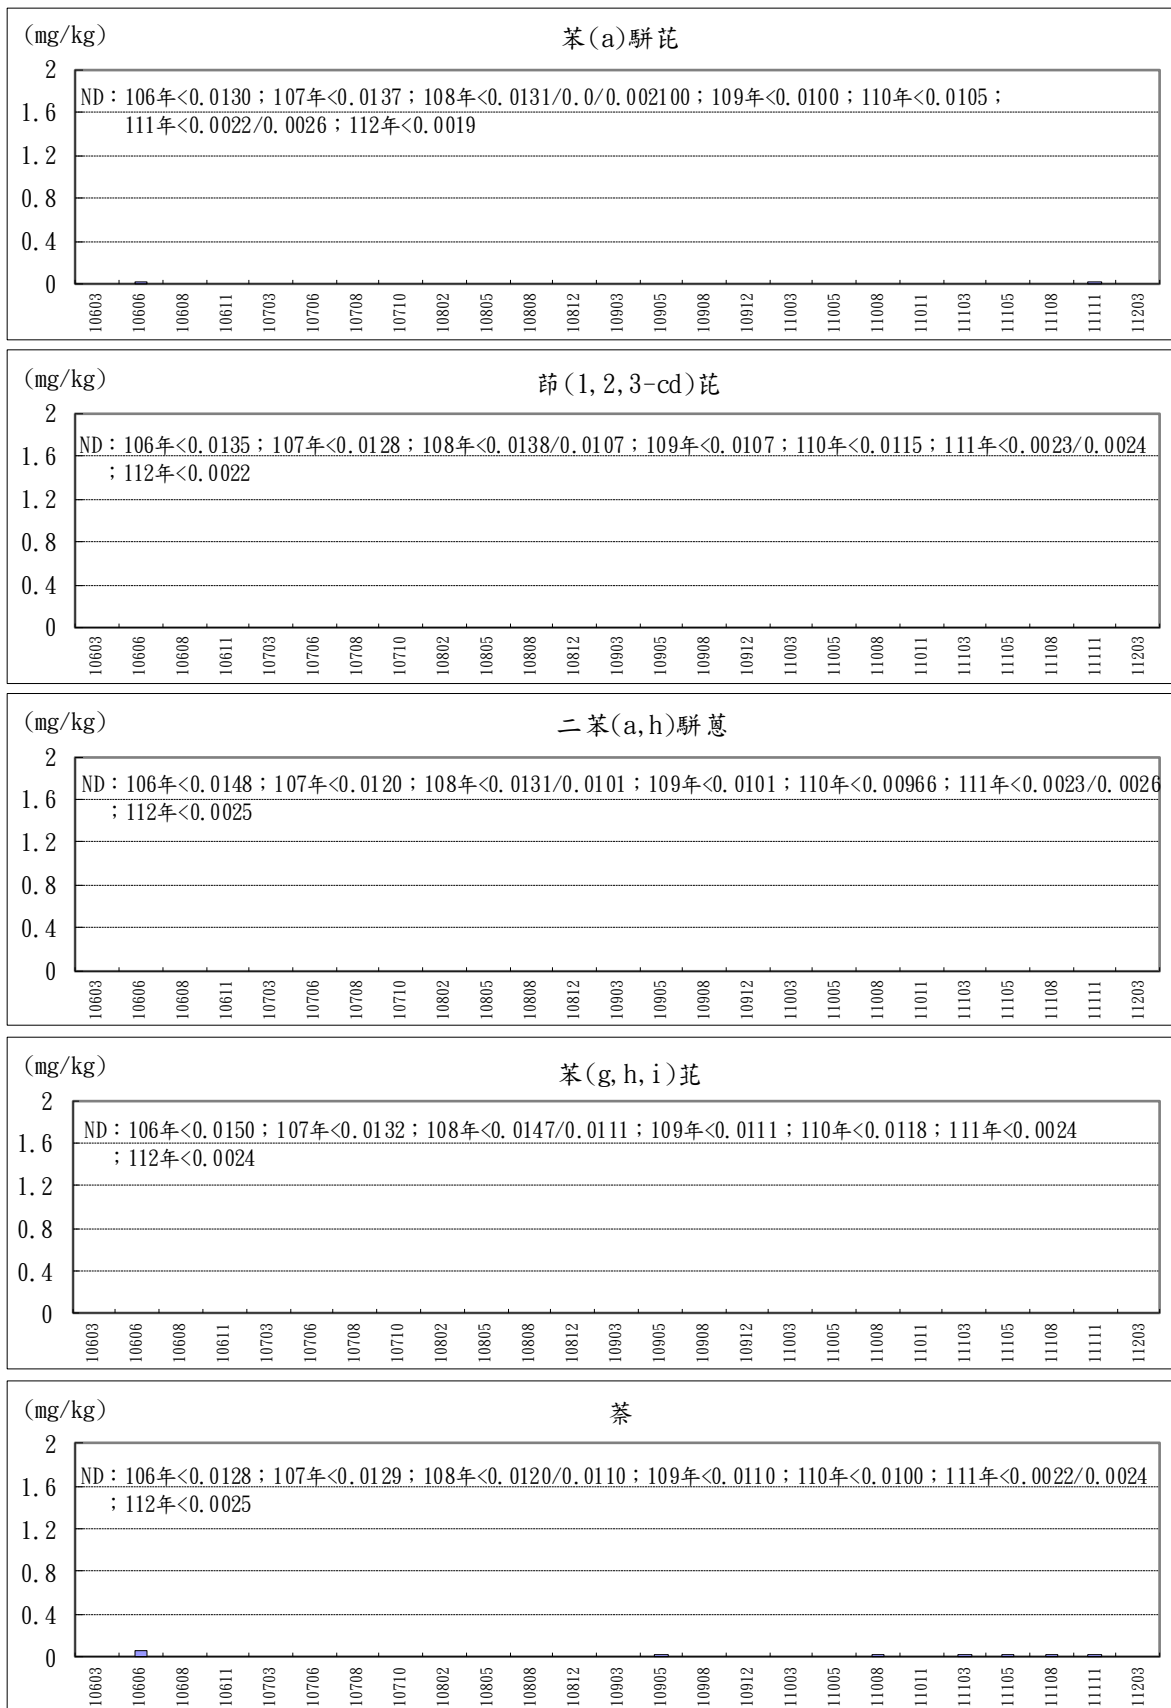 (mg/kg)
苯(a)駢芘
2
ND：106年<0.0130；107年<0.0137；108年<0.0131/0.0/0.002100；109年<0.0100；110年<0.0105；
1.6
111年<0.0022/0.0026；112年<0.0019
1.2
0.8
0.4
0
10603 10606 10608 10611 10703 10706 10708 10710 10802 10805 10808 10812 10903 10905 10908 10912 11003 11005 11008 11011 11103 11105 11108 11111 11203
(mg/kg)
茚(1,2,3-cd)芘
2
ND：106年<0.0135；107年<0.0128；108年<0.0138/0.0107；109年<0.0107；110年<0.0115；111年<0.0023/0.0024
1.6
；112年<0.0022
1.2
0.8
0.4
0
10603 10606 10608 10611 10703 10706 10708 10710 10802 10805 10808 10812 10903 10905 10908 10912 11003 11005 11008 11011 11103 11105 11108 11111 11203
(mg/kg)
二苯(a,h)駢蒽
2
ND：106年<0.0148；107年<0.0120；108年<0.0131/0.0101；109年<0.0101；110年<0.00966；111年<0.0023/0.0026
1.6
；112年<0.0025
1.2
0.8
0.4
0
10603 10606 10608 10611 10703 10706 10708 10710 10802 10805 10808 10812 10903 10905 10908 10912 11003 11005 11008 11011 11103 11105 11108 11111 11203
(mg/kg)
苯(g,h,i)苝
2
ND：106年<0.0150；107年<0.0132；108年<0.0147/0.0111；109年<0.0111；110年<0.0118；111年<0.0024
1.6
；112年<0.0024
1.2
0.8
0.4
0
10603 10606 10608 10611 10703 10706 10708 10710 10802 10805 10808 10812 10903 10905 10908 10912 11003 11005 11008 11011 11103 11105 11108 11111 11203
(mg/kg)
萘
2
ND：106年<0.0128；107年<0.0129；108年<0.0120/0.0110；109年<0.0110；110年<0.0100；111年<0.0022/0.0024
1.6
；112年<0.0025
1.2
0.8
0.4
0
10603 10606 10608 10611 10703 10706 10708 10710 10802 10805 10808 10812 10903 10905 10908 10912 11003 11005 11008 11011 11103 11105 11108 11111 11203